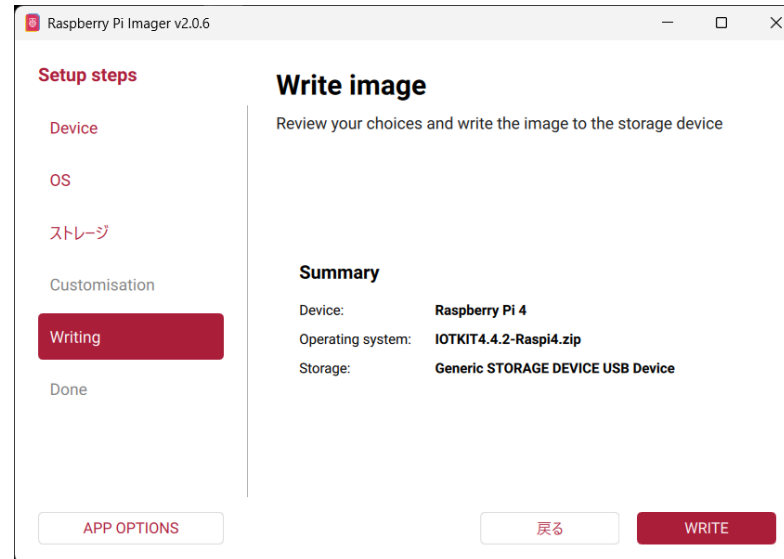 Raspberry Pi Imager v2.0.6
Setup steps
Device
OS
ストレージ
Customisation
Writing
Done
APP OPTIONS
Write image
Review your choices and write the image to the storage device
Summary
Device: Raspberry Pi 4
Operating system: IOTKIT4.4.2-Raspi4.zip
Storage: Generic STORAGE DEVICE USB Device
戻る
WRITE